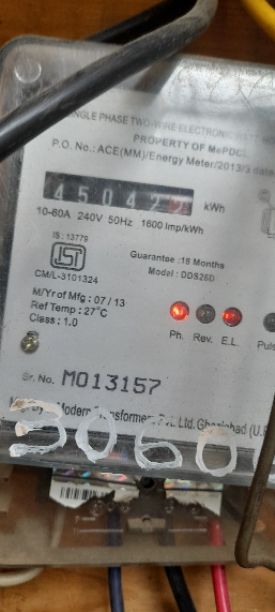 SINGLE PHASE TWO-WIRE ELECTRONIC
PROPERTY OF MePDCL
P.O. No.: ACE(MM)/Energy Meter/2013/3
450422 kWh
10-60A 240V 50Hz 1600 Imp/kWh
IS: 13779
CM/L-3101324
Guarantee :18 Months
Model : DDS26D
M/Yr of Mfg : 07 / 13
Ref Temp : 27°C
Class : 1.0
Ph. Rev. E.L. Pulse
Sr. No. M013157
Modern Transformers Pvt. Ltd. Ghaziabad (U.
3060